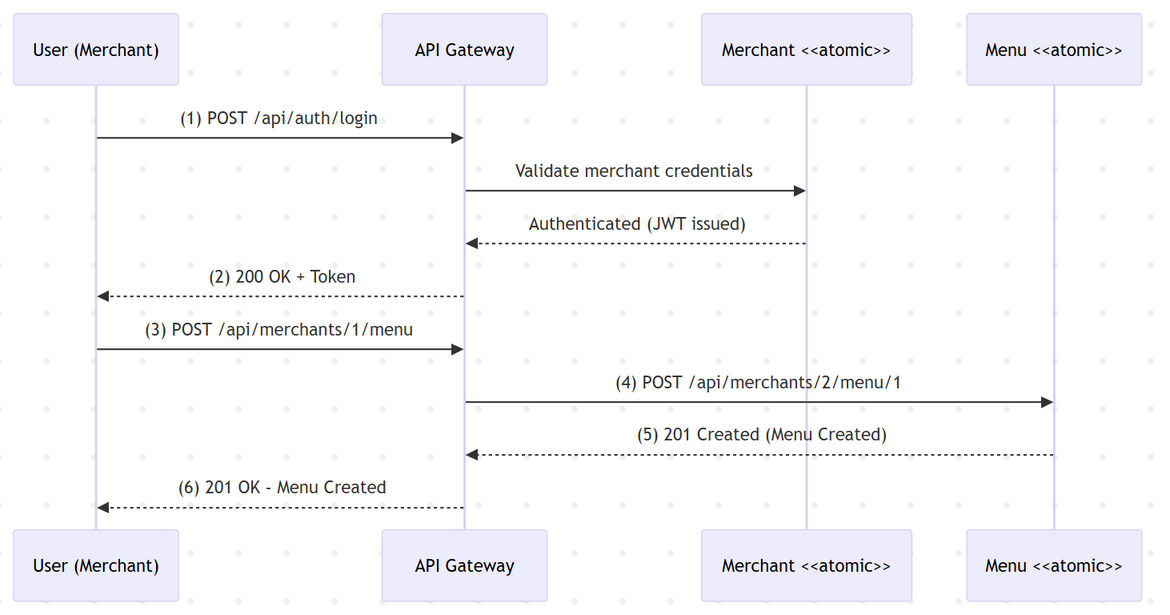 User (Merchant)
API Gateway
Merchant <<atomic>>
Menu <<atomic>>
(1) POST /api/auth/login
Validate merchant credentials
Authenticated (JWT issued)
(2) 200 OK + Token
(3) POST /api/merchants/1/menu
(4) POST /api/merchants/2/menu/1
(5) 201 Created (Menu Created)
(6) 201 OK - Menu Created
User (Merchant)
API Gateway
Merchant <<atomic>>
Menu <<atomic>>